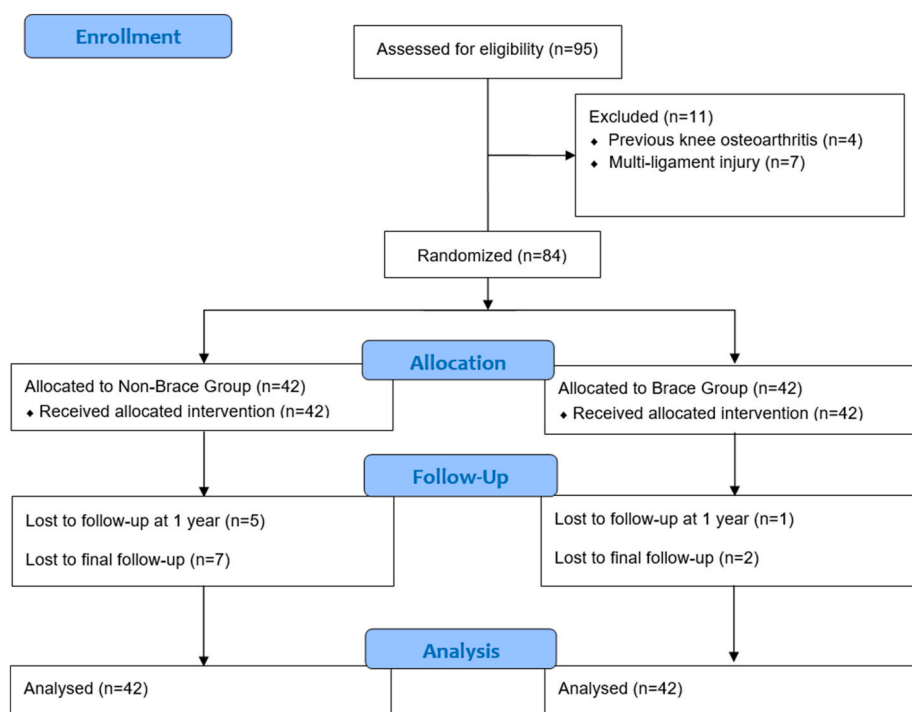 Enrollment
Assessed for eligibility (n=95)
Excluded (n=11)
♦ Previous knee osteoarthritis (n=4)
♦ Multi-ligament injury (n=7)
Randomized (n=84)
Allocation
Allocated to Non-Brace Group (n=42)
♦ Received allocated intervention (n=42)
Allocated to Brace Group (n=42)
♦ Received allocated intervention (n=42)
Follow-Up
Lost to follow-up at 1 year (n=5)
Lost to final follow-up (n=7)
Lost to follow-up at 1 year (n=1)
Lost to final follow-up (n=2)
Analysis
Analysed (n=42)
Analysed (n=42)